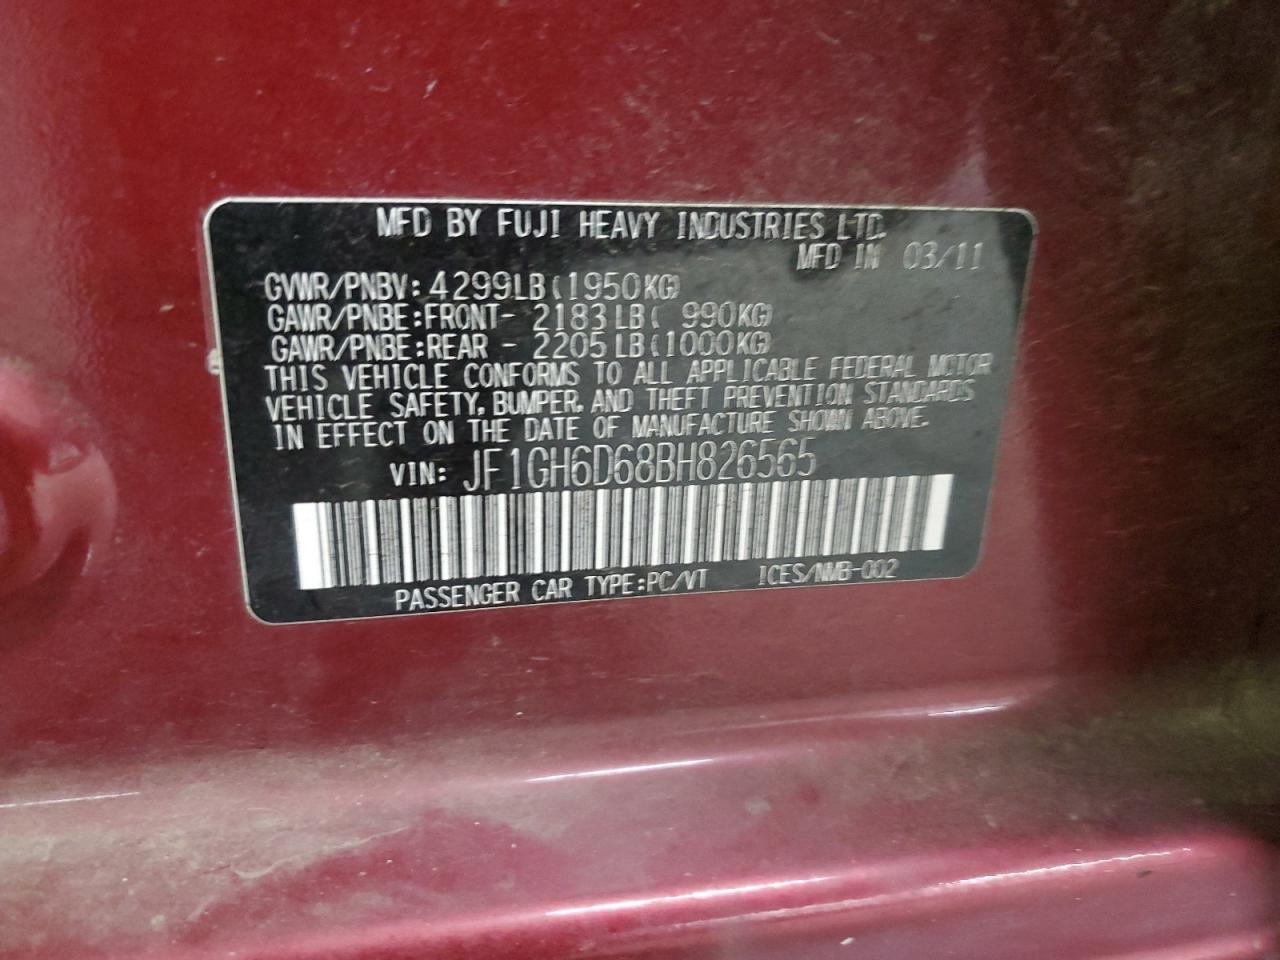 MFD BY FUJI HEAVY INDUSTRIES LTD.
MFD IN 03/11
GVWR/PNBV: 4299LB(1950KG)
GAWR/PNBE:FRONT- 2183LB( 990KG)
GAWR/PNBE:REAR - 2205LB(1000KG)
THIS VEHICLE CONFORMS TO ALL APPLICABLE FEDERAL MOTOR
VEHICLE SAFETY, BUMPER, AND THEFT PREVENTION STANDARDS
IN EFFECT ON THE DATE OF MANUFACTURE SHOWN ABOVE.
VIN: JF1GH6D68BH826565
PASSENGER CAR TYPE:PC/VT ICES/NMB-002